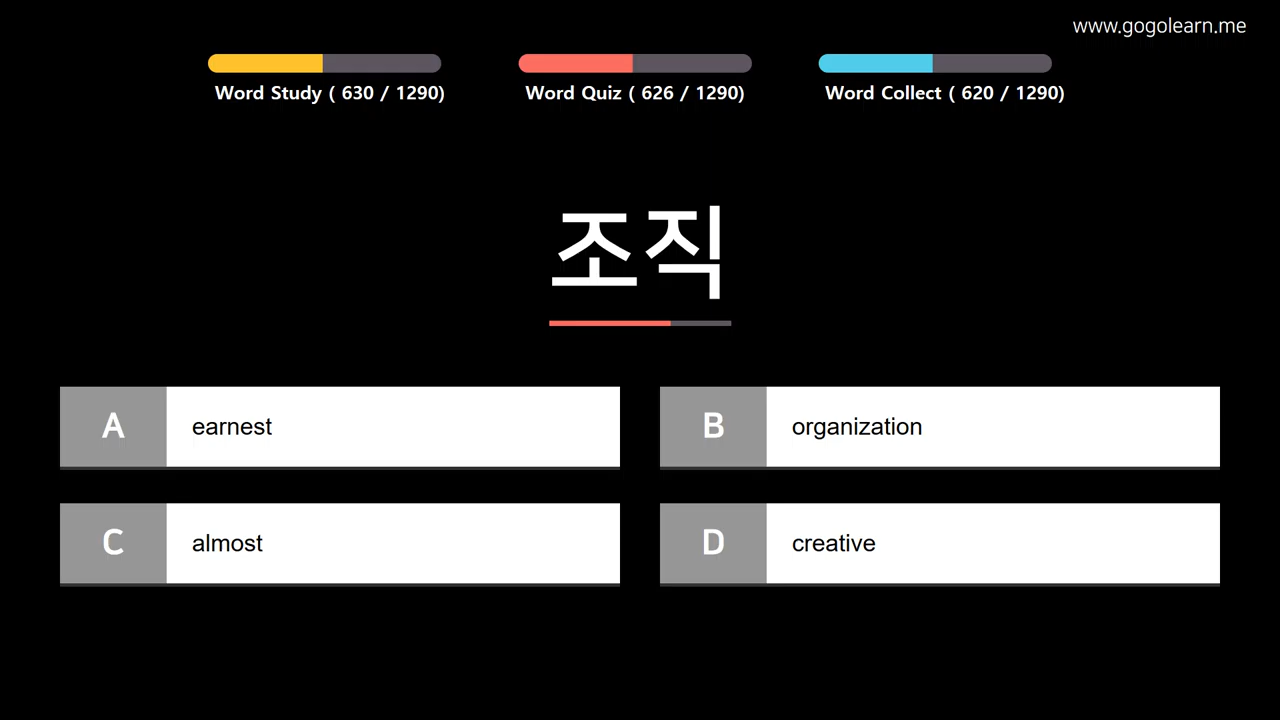 www.gogolearn.me
Word Study ( 630 / 1290)
Word Quiz ( 626 / 1290)
Word Collect ( 620 / 1290)
조직
A earnest
B organization
C almost
D creative